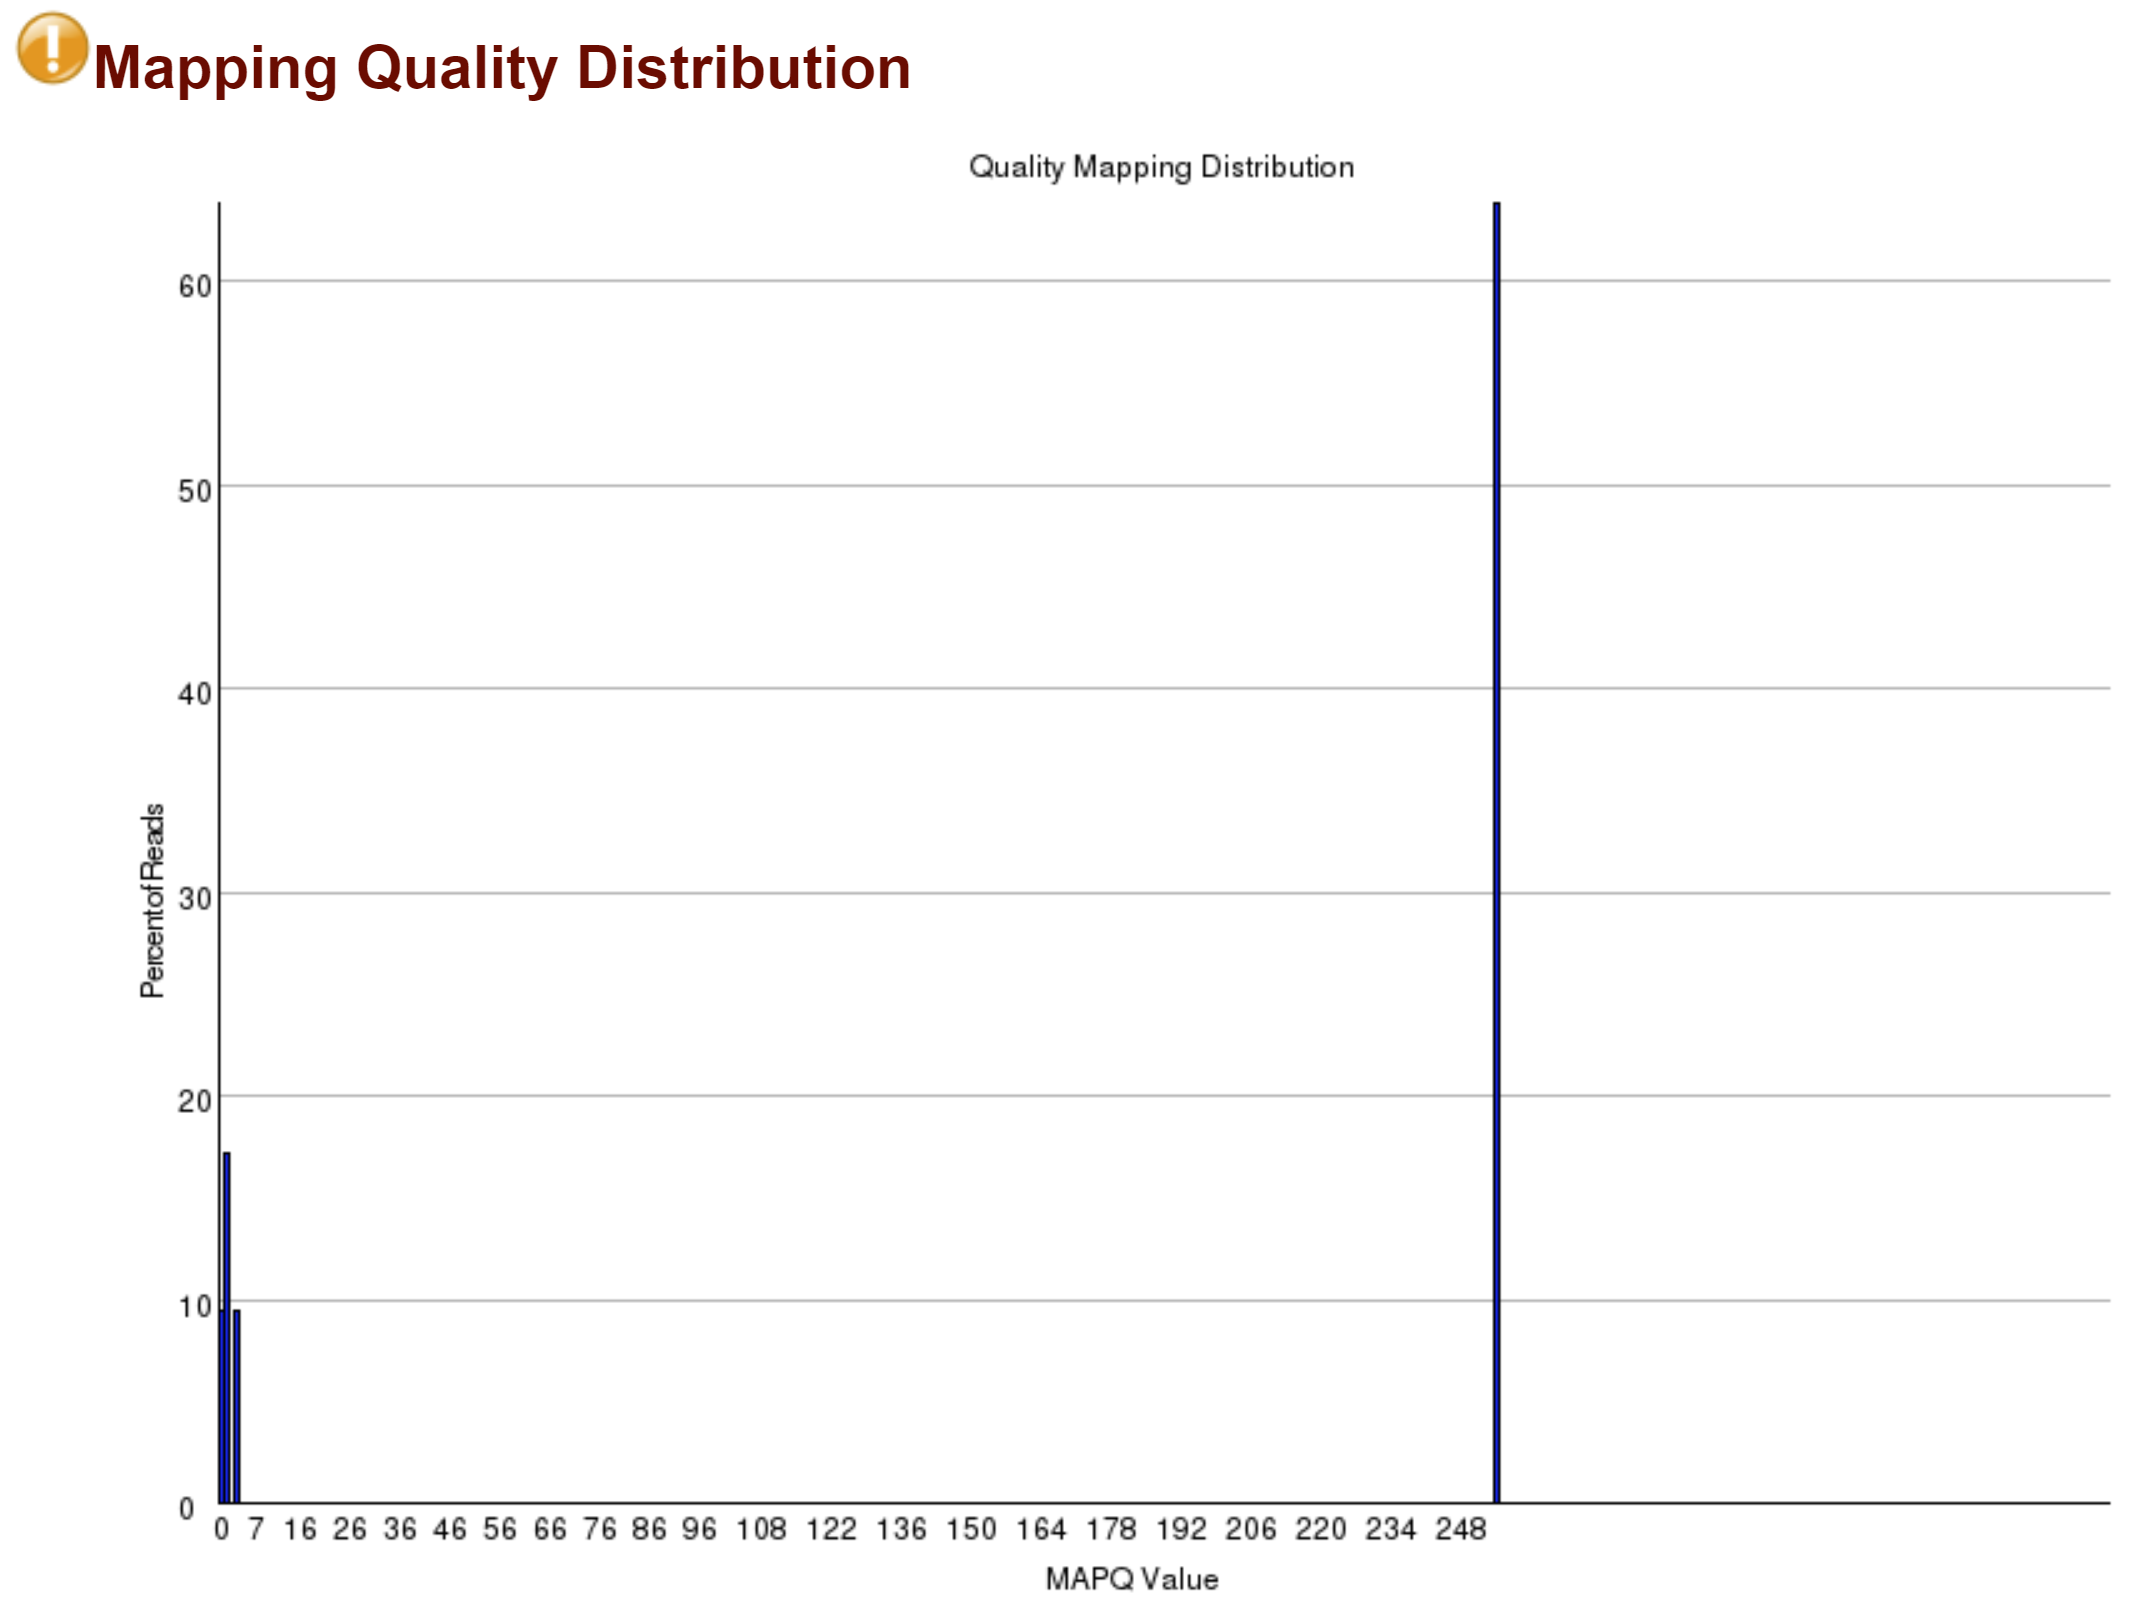 Mapping Quality Distribution
Quality Mapping Distribution
60
50
40
30
20
10
0
Percent of Reads
0 7 16 26 36 46 56 66 76 86 96 108 122 136 150 164 178 192 206 220 234 248
MAPQ Value